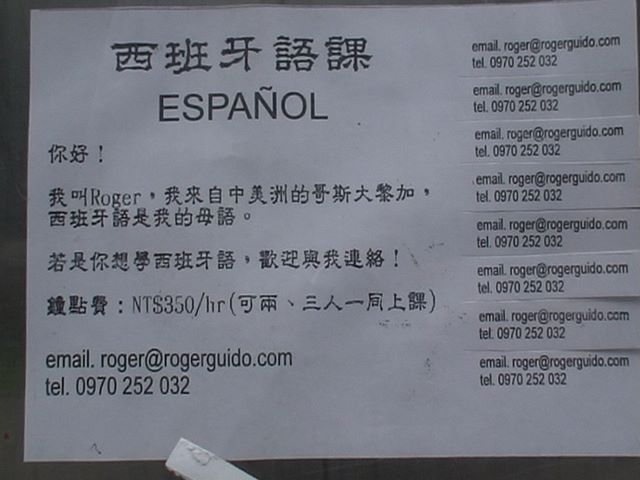 西班牙語課
ESPAÑOL
你好！
我叫Roger，我來自中美洲的哥斯大黎加，
西班牙語是我的母語。
若是你想學西班牙語，歡迎與我連絡！
鐘點費：NT$350/hr(可兩、三人一同上課)
email. roger@rogerguido.com
tel. 0970 252 032
email. roger@rogerguido.com
tel. 0970 252 032
email. roger@rogerguido.com
tel. 0970 252 032
email. roger@rogerguido.com
tel. 0970 252 032
email. roger@rogerguido.com
tel. 0970 252 032
email. roger@rogerguido.com
tel. 0970 252 032
email. roger@rogerguido.com
tel. 0970 252 032
email. roger@rogerguido.com
tel. 0970 252 032
email. roger@rogerguido.com
tel. 0970 252 032